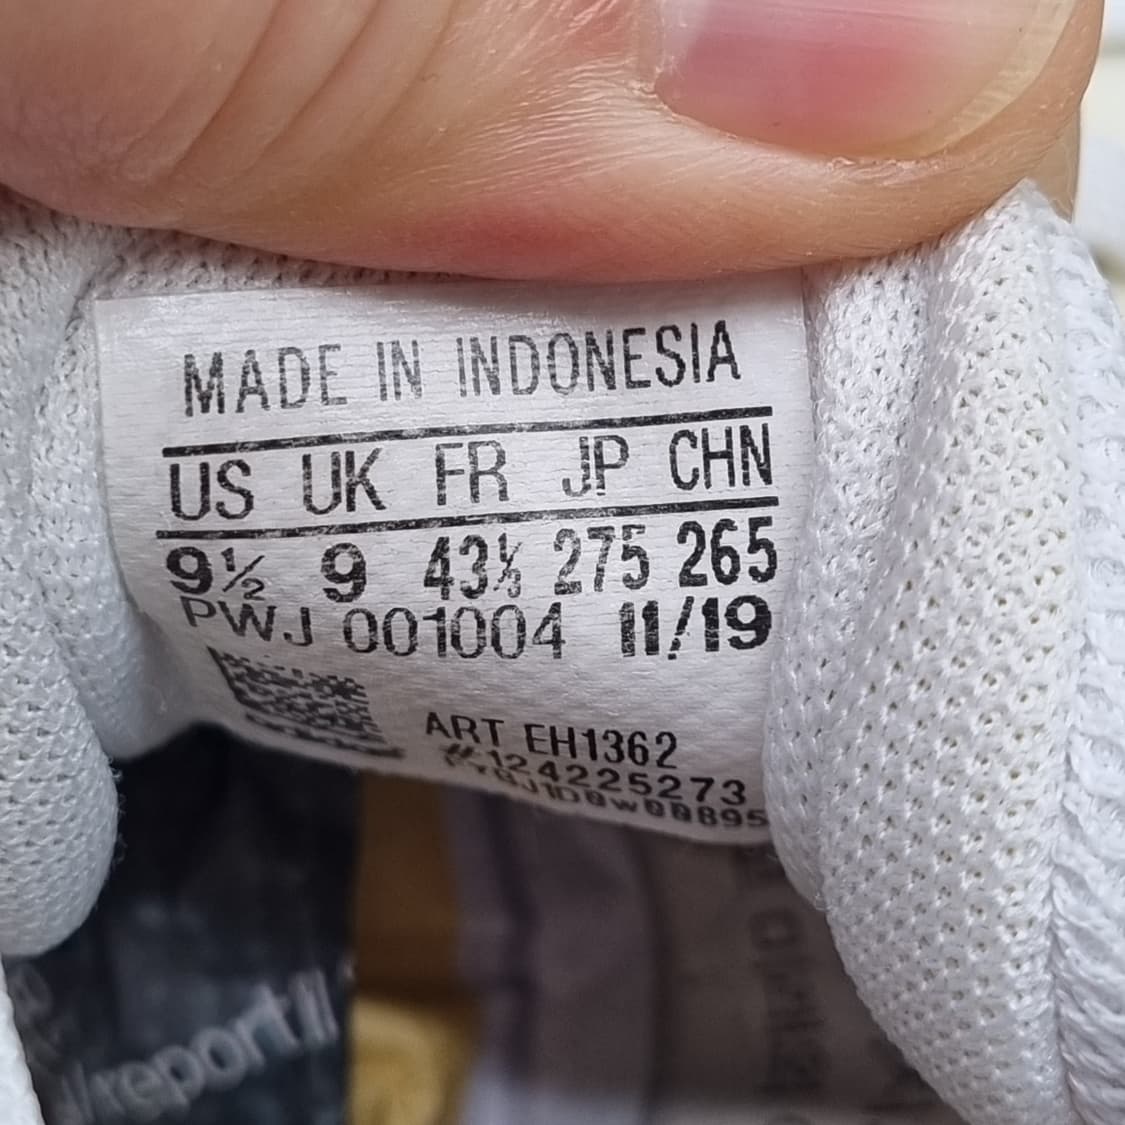 MADE IN INDONESIA
US UK FR JP CHN
9½ 9 43⅓ 275 265
PWJ 001004 11/19
ART EH1362
#124225273
/report